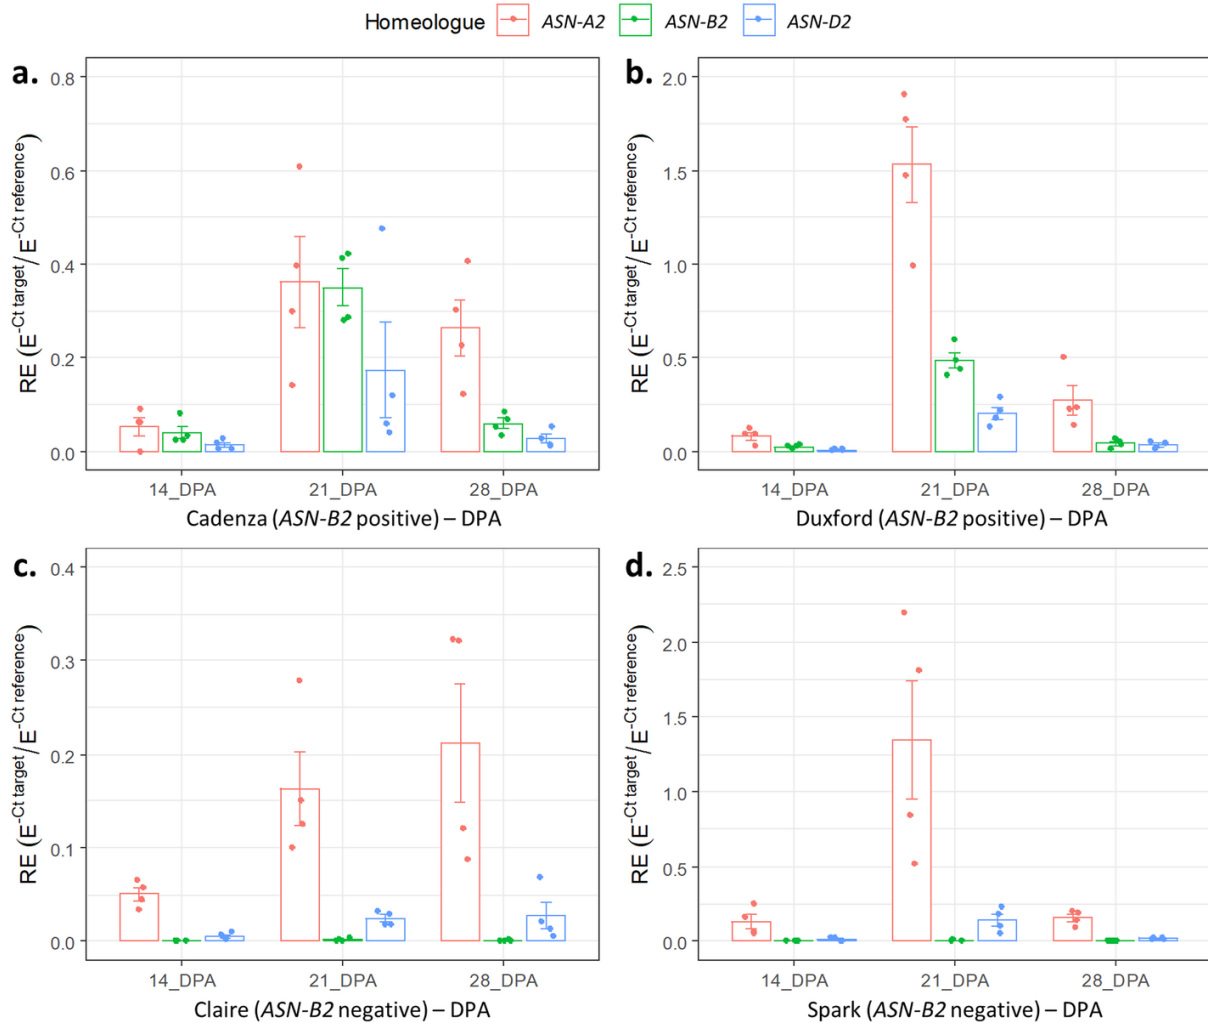 Homeologue ASN-A2 ASN-B2 ASN-D2
a.
RE (E^-Ct target/E^-Ct reference)
0.8
0.6
0.4
0.2
0.0
14_DPA 21_DPA 28_DPA
Cadenza (ASN-B2 positive) – DPA
b.
RE (E^-Ct target/E^-Ct reference)
2.0
1.5
1.0
0.5
0.0
14_DPA 21_DPA 28_DPA
Duxford (ASN-B2 positive) – DPA
c.
RE (E^-Ct target/E^-Ct reference)
0.4
0.3
0.2
0.1
0.0
14_DPA 21_DPA 28_DPA
Claire (ASN-B2 negative) – DPA
d.
RE (E^-Ct target/E^-Ct reference)
2.5
2.0
1.5
1.0
0.5
0.0
14_DPA 21_DPA 28_DPA
Spark (ASN-B2 negative) – DPA